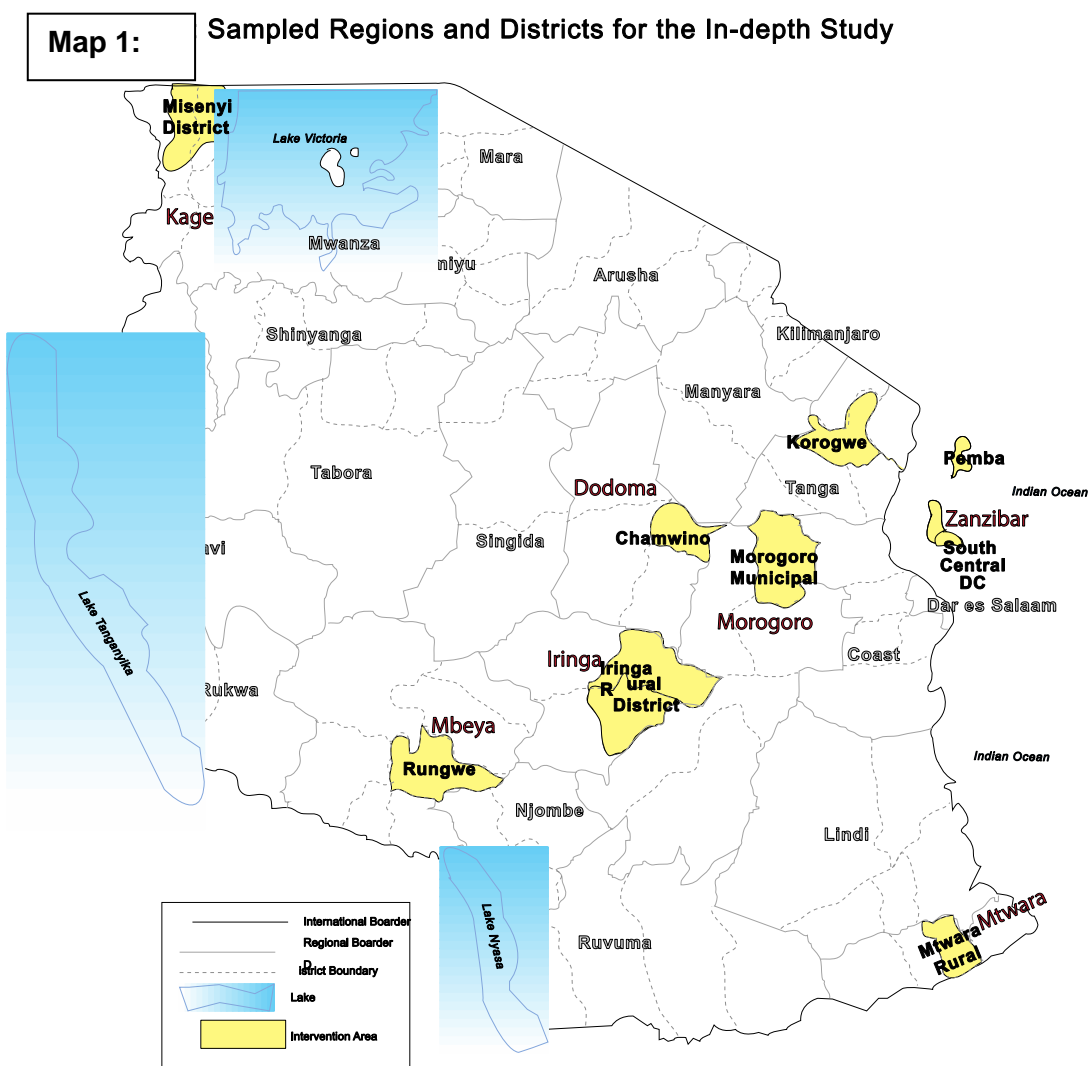 Map 1:
Sampled Regions and Districts for the In-depth Study
Misenyi
District
Lake Victoria
Mara
Kage
Mwanza
niyu
Arusha
Shinyanga
Kilimanjaro
Manyara
Korogwe
Pemba
Tabora
Dodoma
Tanga
Indian Ocean
Zanzibar
Chamwino
Singida
avi
South
Central
DC
Morogoro
Municipal
Dar es Salaam
Lake Tanganyika
Morogoro
Coast
Iringa
Iringa
R ural
District
Rukwa
Mbeya
Rungwe
Indian Ocean
Njombe
Lindi
Lake Nyasa
Ruvuma
Mtwara
Mtwara
Rural
International Boarder
Regional Boarder
D
istrict Boundary
Lake
Intervention Area